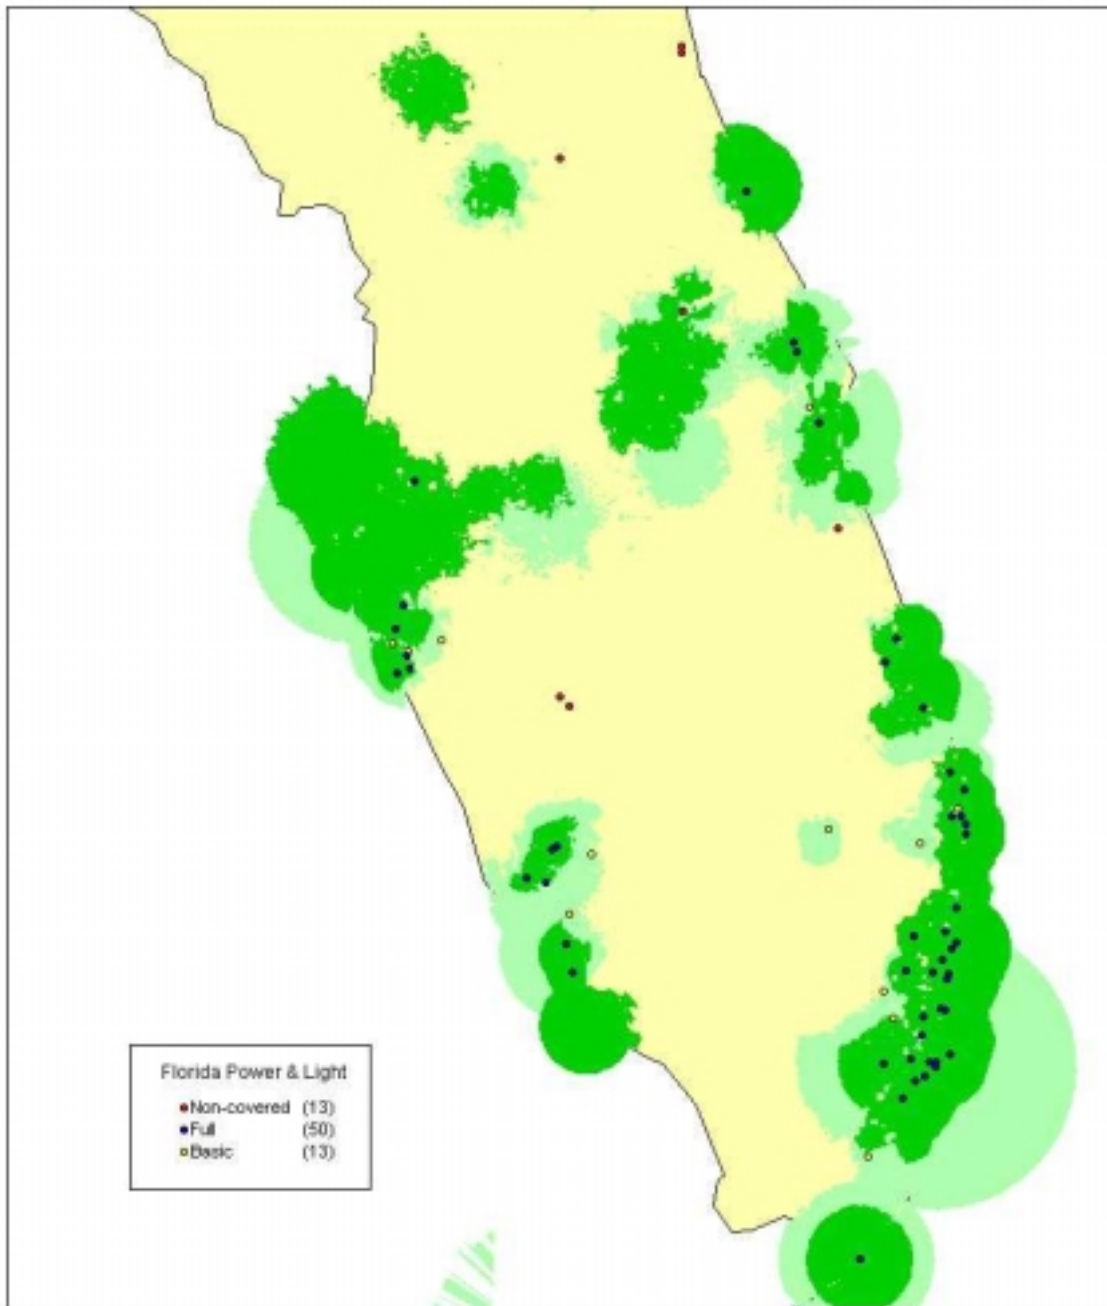 Florida Power & Light
Non-covered (13)
Full (50)
Basic (13)